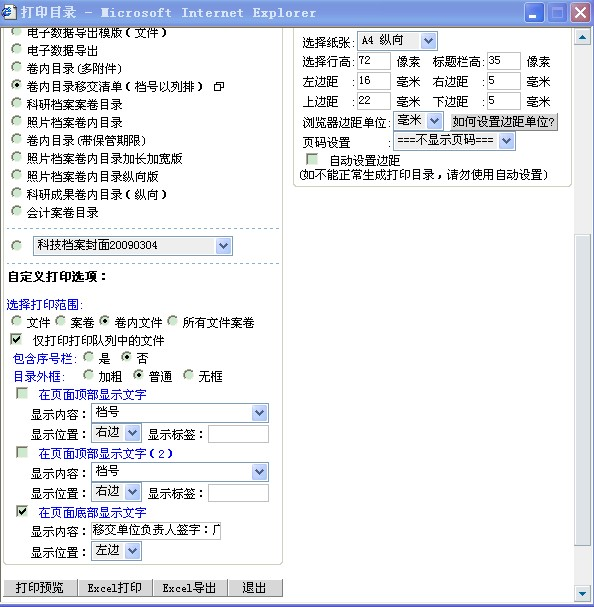 打印目录 - Microsoft Internet Explorer
电子数据导出模版(文件)
电子数据导出
卷内目录(多附件)
卷内目录移交清单(档号以列排)
科研档案案卷目录
照片档案卷内目录
卷内目录(带保管期限)
照片档案卷内目录加长加宽版
照片档案卷内目录纵向版
科研成果卷内目录(纵向)
会计案卷目录
科技档案封面20090304
自定义打印选项：
选择打印范围:
文件 案卷 卷内文件 所有文件案卷
仅打印打印队列中的文件
包含序号栏: 是 否
目录外框: 加粗 普通 无框
在页面顶部显示文字
显示内容： 档号
显示位置： 右边 显示标签：
在页面顶部显示文字(2)
显示内容： 档号
显示位置： 右边 显示标签：
在页面底部显示文字
显示内容： 移交单位负责人签字：
显示位置： 左边
打印预览 Excel打印 Excel导出 退出
选择纸张: A4 纵向
选择行高: 72 像素 标题栏高: 35 像素
左边距 : 16 毫米 右边距 : 5 毫米
上边距 : 22 毫米 下边距 : 5 毫米
浏览器边距单位: 毫米 如何设置边距单位?
页码设置 : ===不显示页码===
自动设置边距
(如不能正常生成打印目录,请勿使用自动设置)